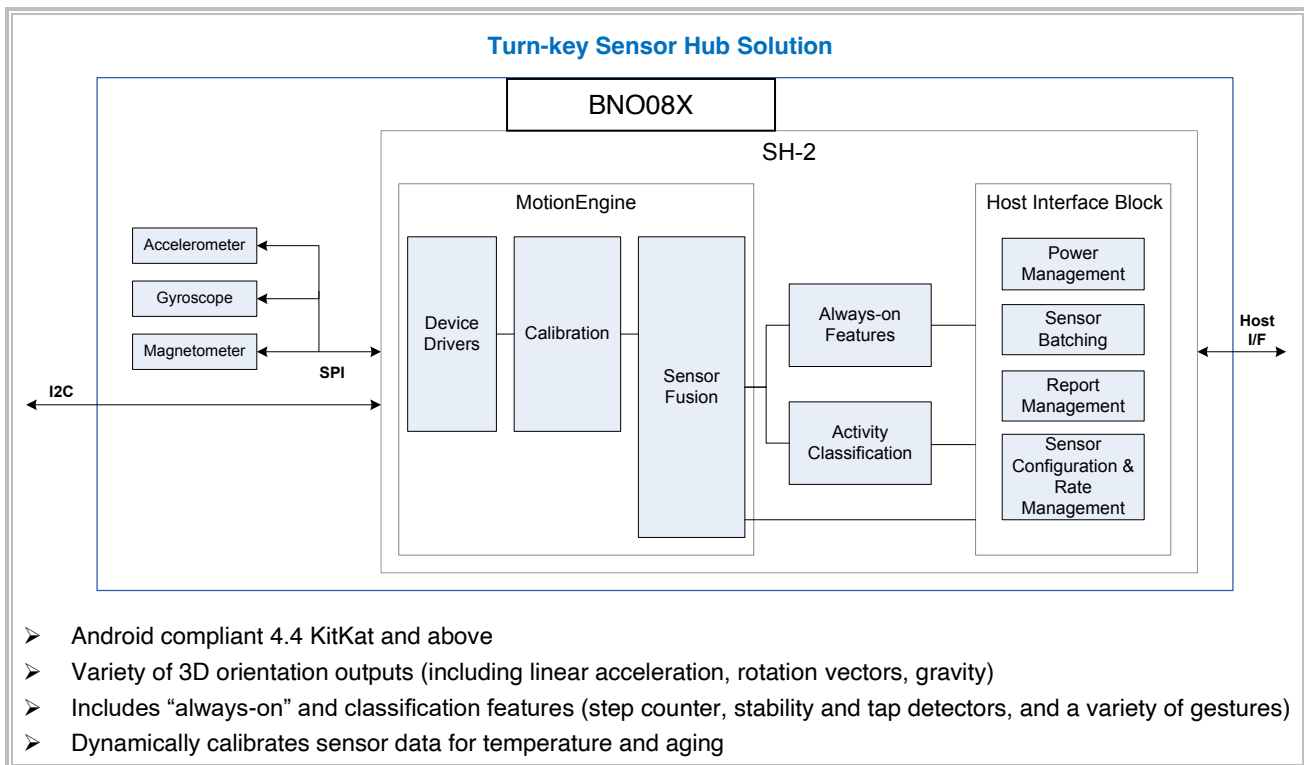 Turn-key Sensor Hub Solution
BNO08X
SH-2
MotionEngine
Host Interface Block
Accelerometer
Gyroscope
Magnetometer
SPI
I2C
Device
Drivers
Calibration
Sensor
Fusion
Always-on
Features
Activity
Classification
Power
Management
Sensor
Batching
Report
Management
Sensor
Configuration &
Rate
Management
Host
I/F
➢ Android compliant 4.4 KitKat and above
➢ Variety of 3D orientation outputs (including linear acceleration, rotation vectors, gravity)
➢ Includes “always-on” and classification features (step counter, stability and tap detectors, and a variety of gestures)
➢ Dynamically calibrates sensor data for temperature and aging